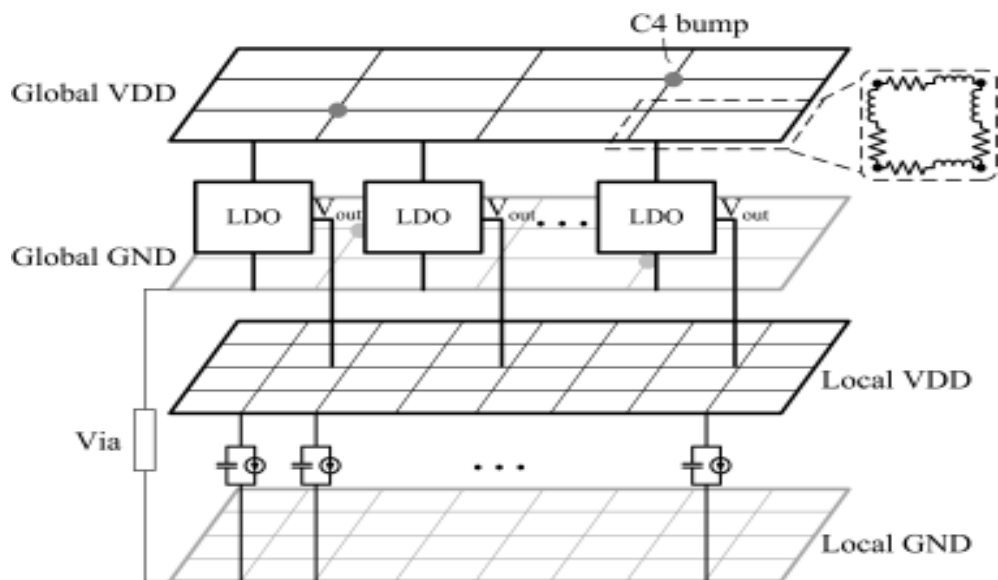 C4 bump
Global VDD
LDO
Vout
LDO
Vout
...
LDO
Vout
Global GND
Local VDD
Via
...
Local GND